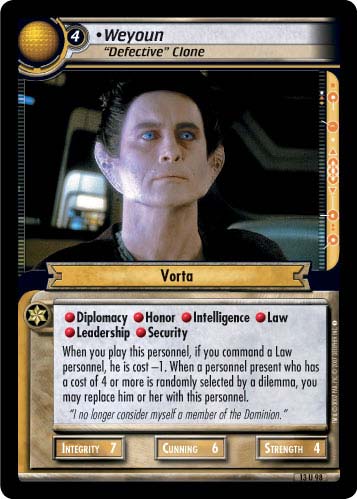 4
•Weyoun
"Defective" Clone
Vorta
•Diplomacy •Honor •Intelligence •Law
•Leadership •Security
When you play this personnel, if you command a Law
personnel, he is cost –1. When a personnel present who has
a cost of 4 or more is randomly selected by a dilemma, you
may replace him or her with this personnel.
"I no longer consider myself a member of the Dominion."
INTEGRITY 7 CUNNING 6 STRENGTH 4
13 U 98